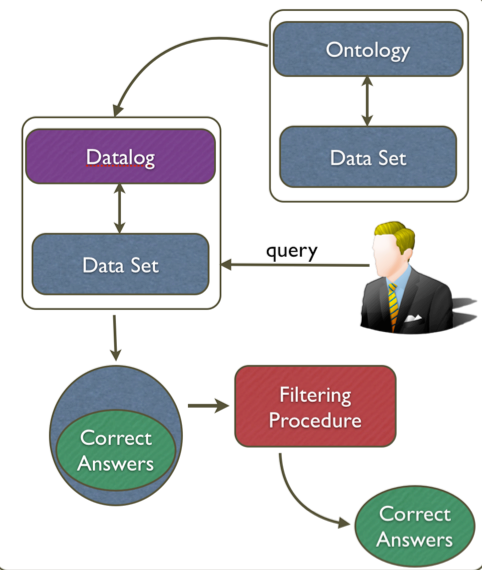 Ontology
Data Set
Datalog
Data Set
query
Correct
Answers
Filtering
Procedure
Correct
Answers